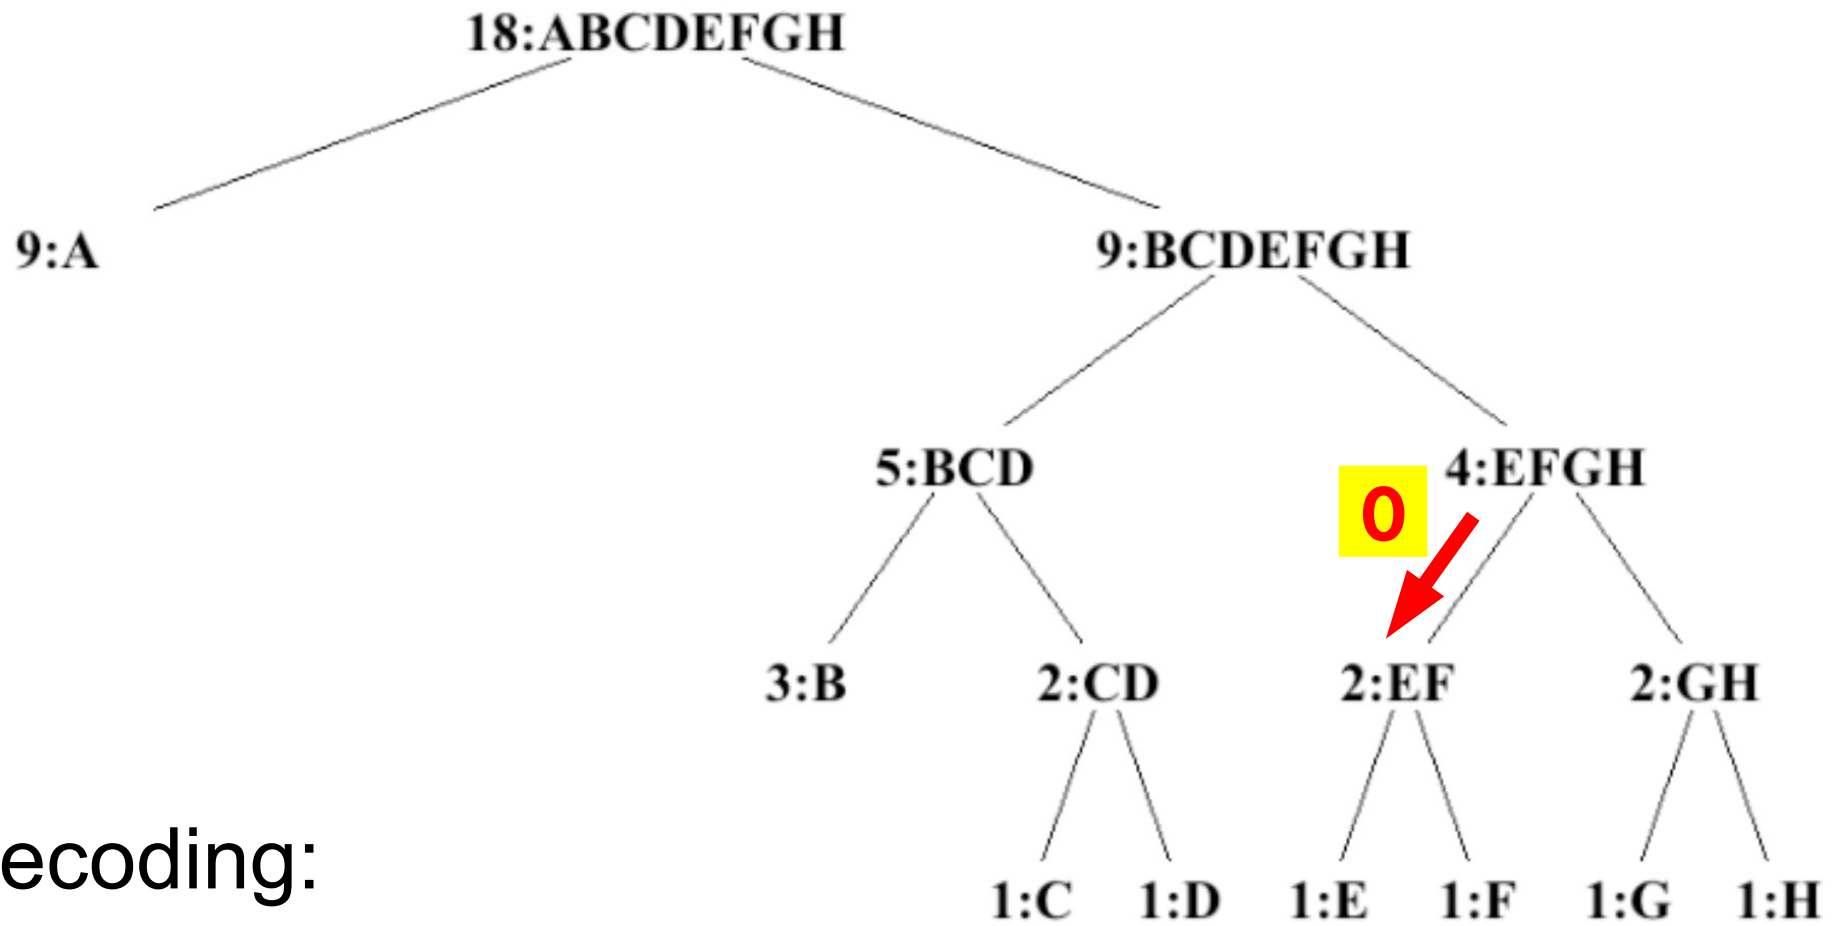 18:ABCDEFGH
9:A
9:BCDEFGH
5:BCD
4:EFGH
0
3:B
2:CD
2:EF
2:GH
ecoding:
1:C
1:D
1:E
1:F
1:G
1:H